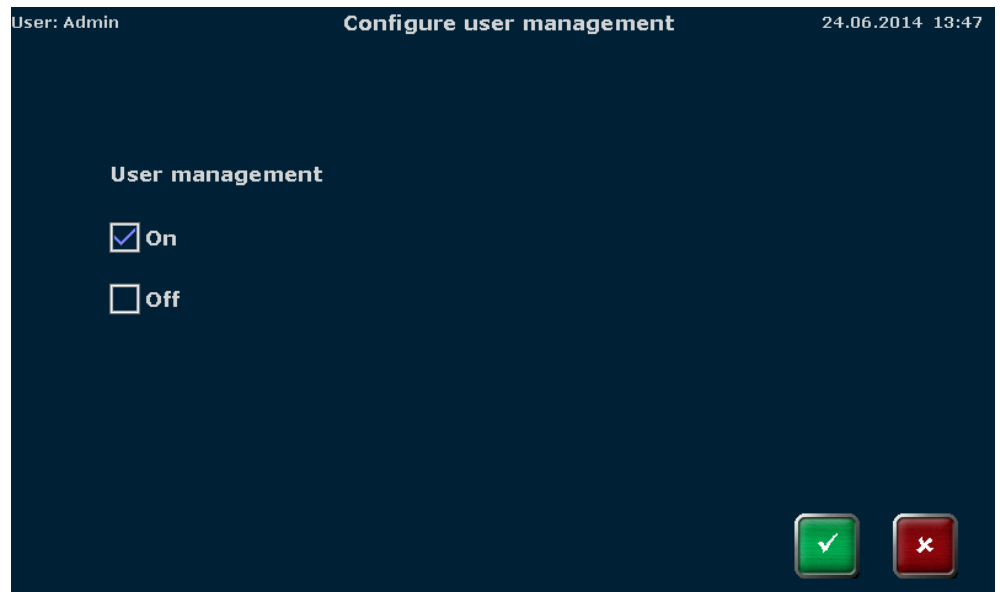 User: Admin Configure user management 24.06.2014 13:47
User management
On
Off